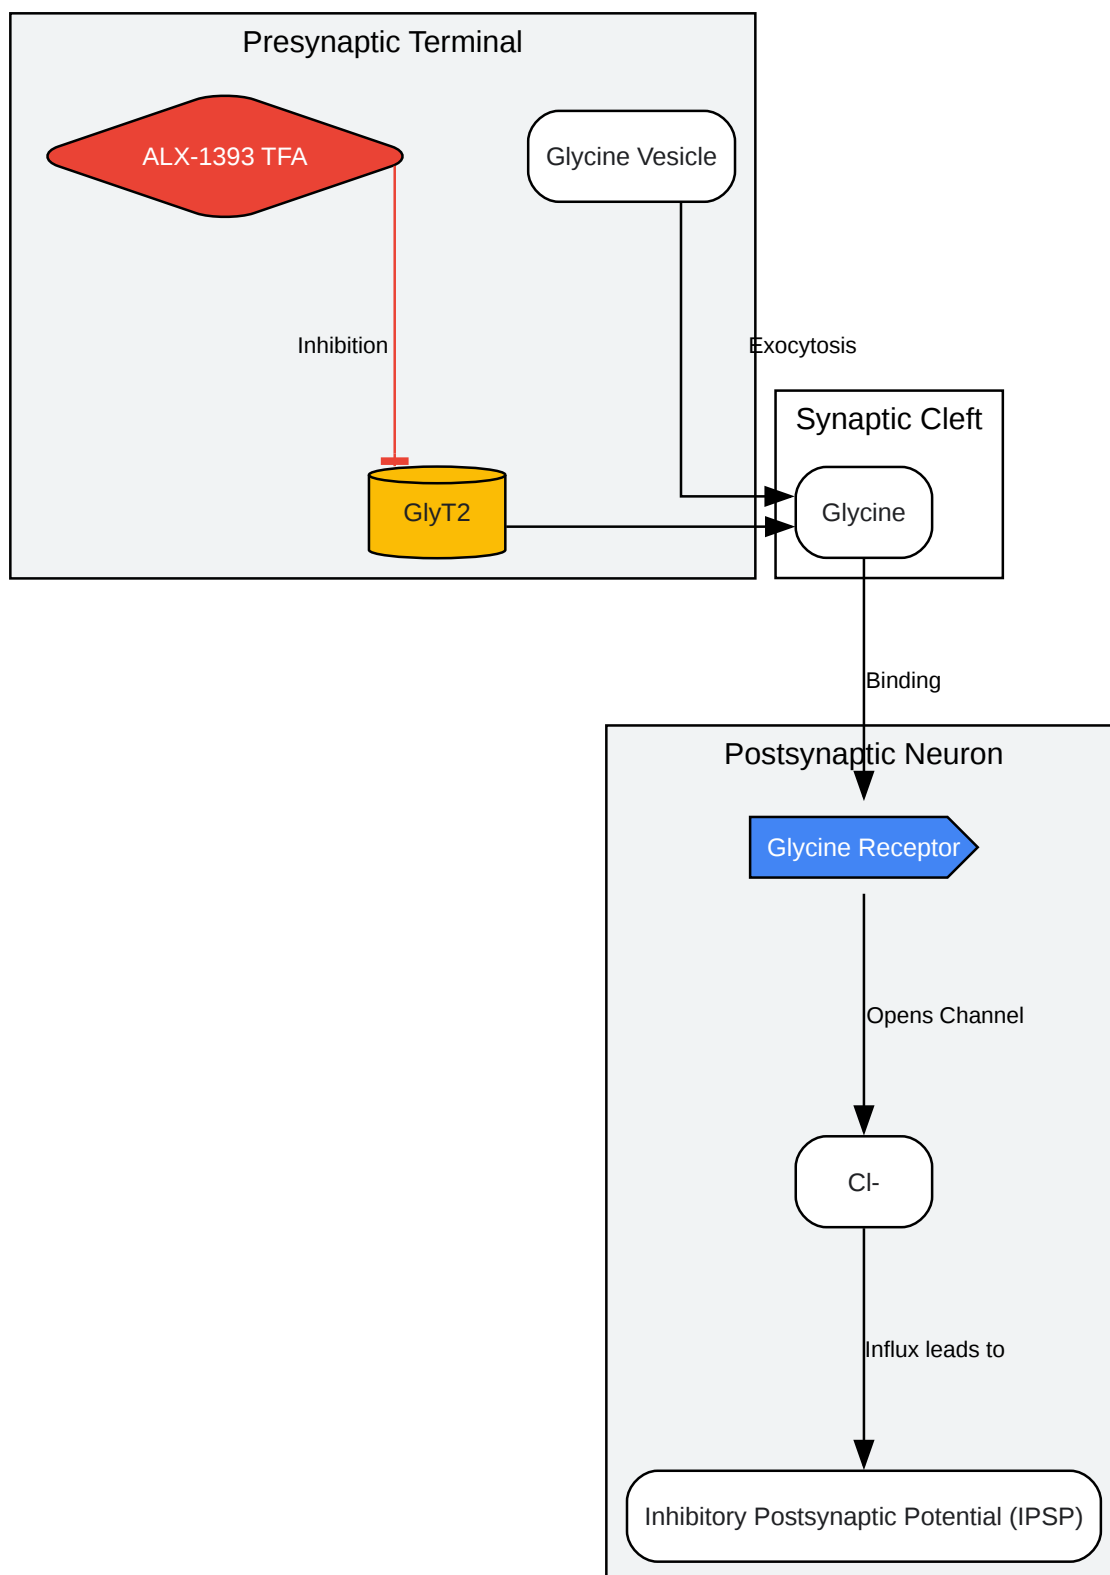 Presynaptic Terminal
ALX-1393 TFA
Glycine Vesicle
Inhibition
Exocytosis
Synaptic Cleft
GlyT2
Glycine
Binding
Postsynaptic Neuron
Glycine Receptor
Opens Channel
Cl-
Influx leads to
Inhibitory Postsynaptic Potential (IPSP)